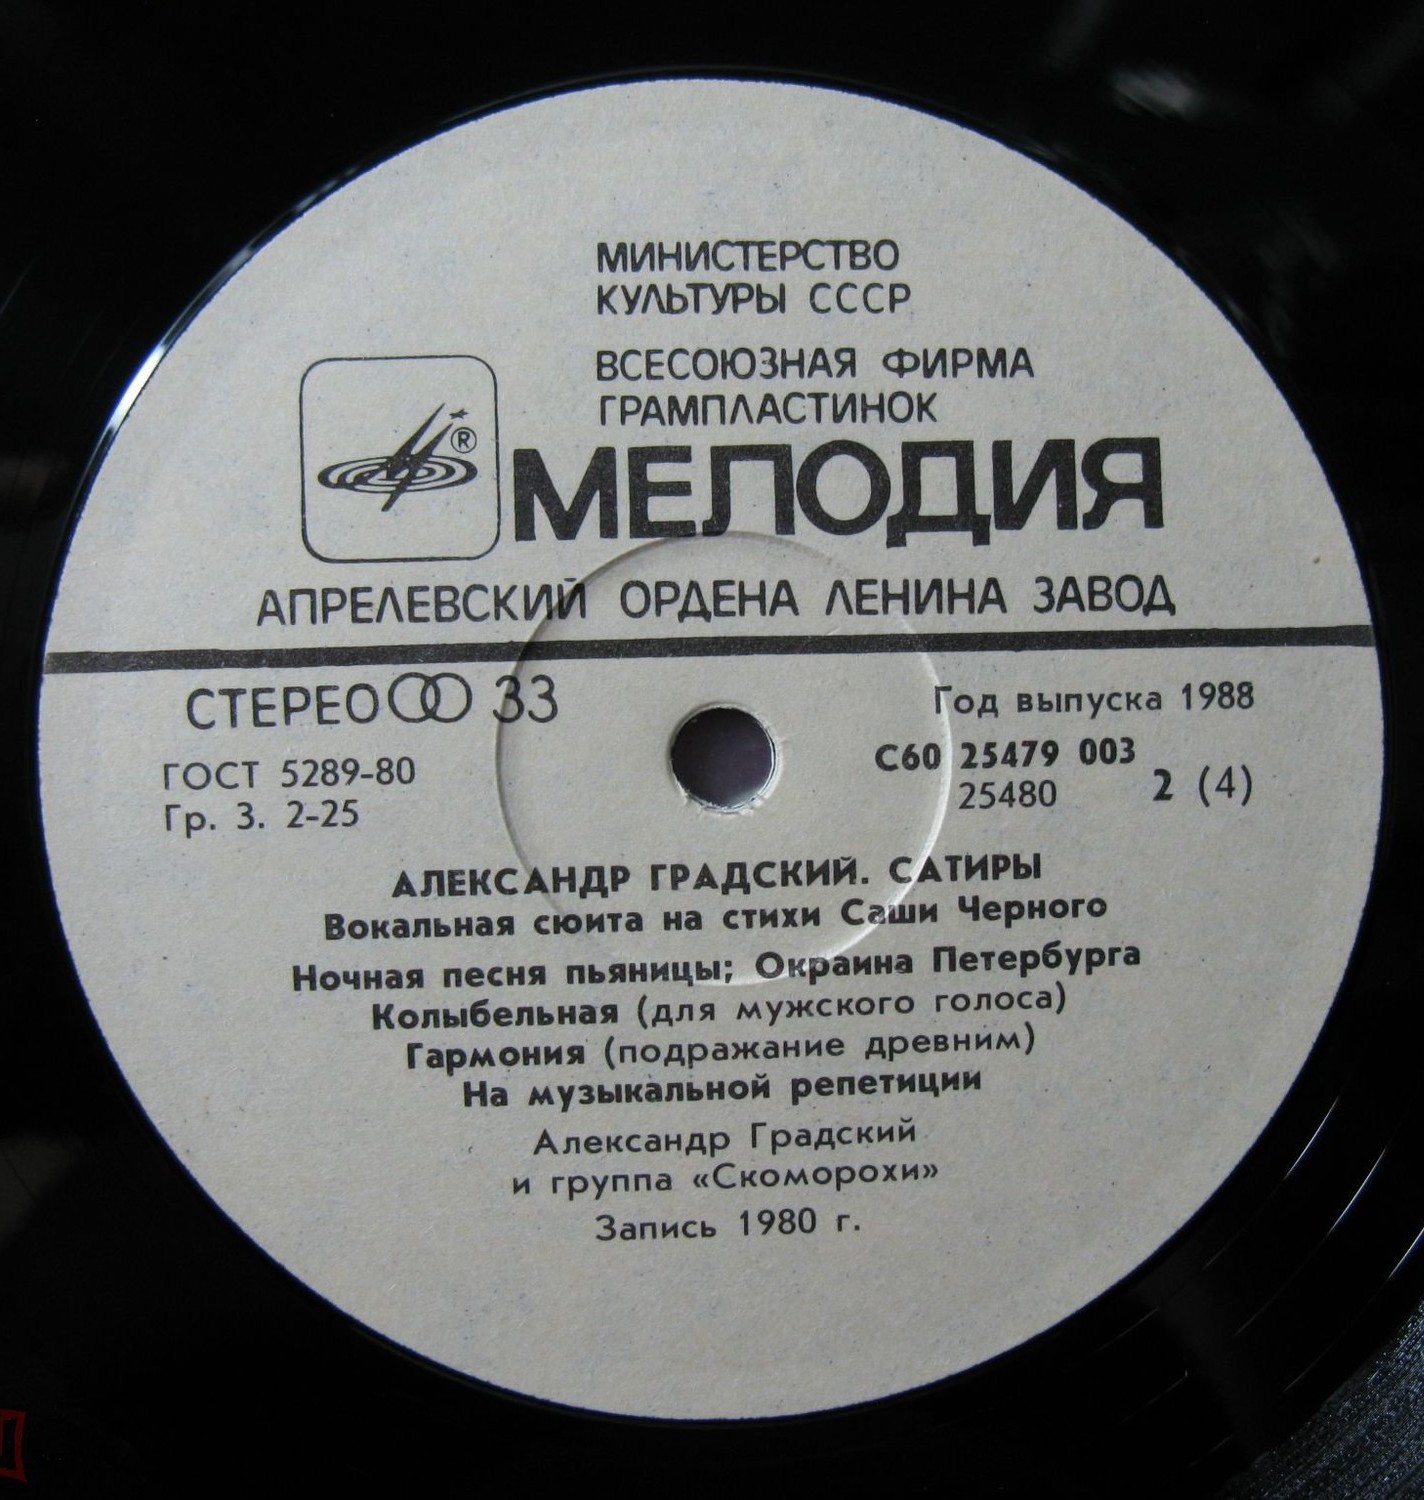 МИНИСТЕРСТВО
КУЛЬТУРЫ СССР
ВСЕСОЮЗНАЯ ФИРМА
ГРАМПЛАСТИНОК
®
МЕЛОДИЯ
АПРЕЛЕВСКИЙ ОРДЕНА ЛЕНИНА ЗАВОД
СТЕРЕО 33
ГОСТ 5289-80
Гр. 3. 2-25
Год выпуска 1988
С60 25479 003
25480 2 (4)
АЛЕКСАНДР ГРАДСКИЙ. САТИРЫ
Вокальная сюита на стихи Саши Черного
Ночная песня пьяницы; Окраина Петербурга
Колыбельная (для мужского голоса)
Гармония (подражание древним)
На музыкальной репетиции
Александр Градский
и группа «Скоморохи»
Запись 1980 г.